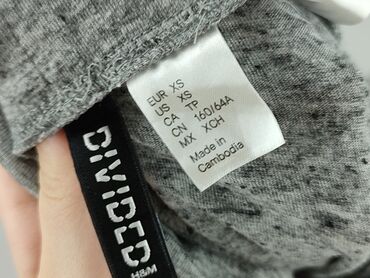 EUR XS
US XS
CA TP
CN 160/64A
MX XCH
Made in
Cambodia
DIVIDED
H&M